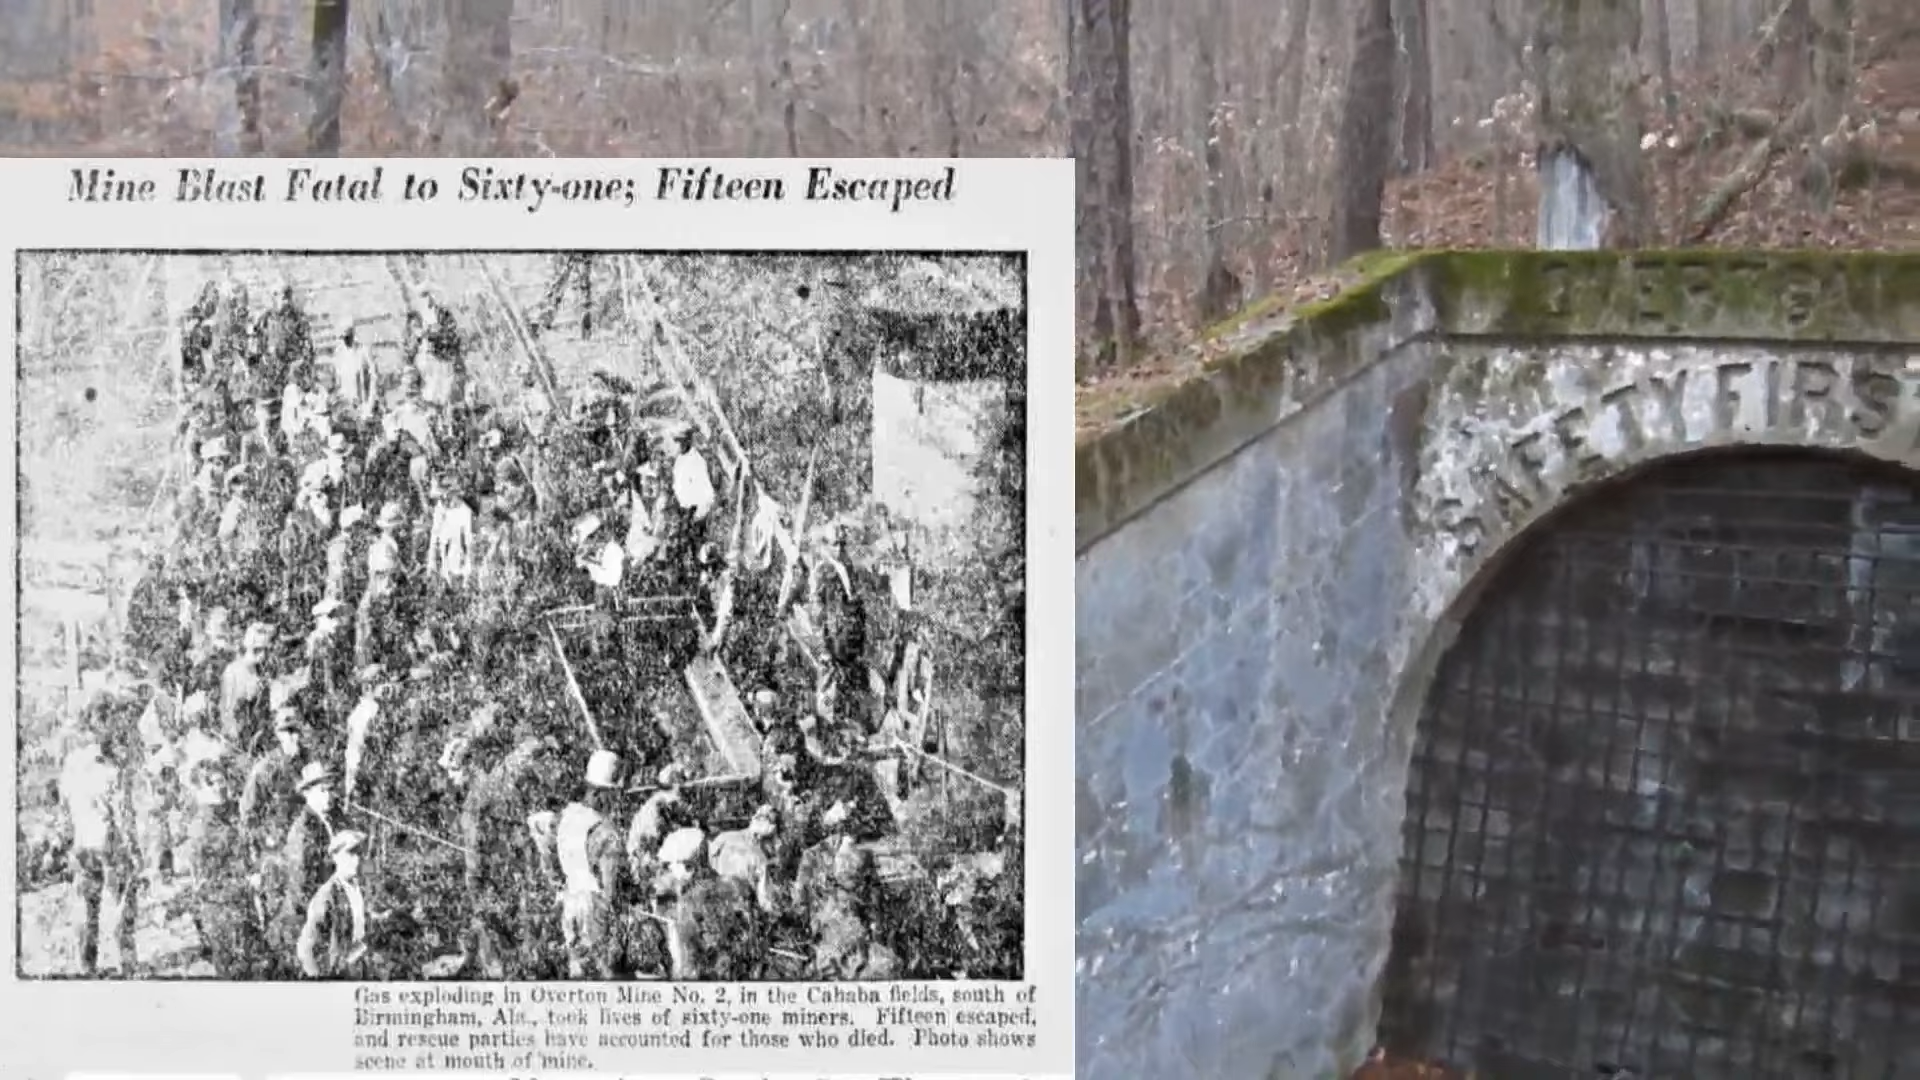 Mine Blast Fatal to Sixty-one; Fifteen Escaped
Gas exploding in Overton Mine No. 2, in the Cahaba fields, south of
Birmingham, Ala., took lives of sixty-one miners. Fifteen escaped,
and rescue parties have accounted for those who died. Photo shows
scene at mouth of mine.
SAFETY FIRST